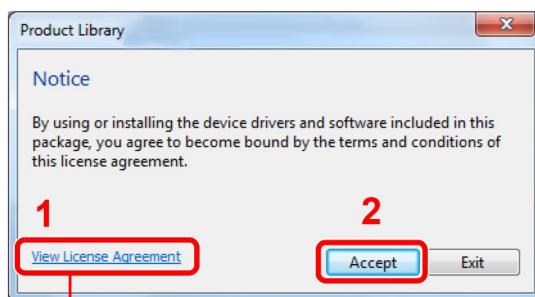 Product Library
X
Notice
By using or installing the device drivers and software included in this
package, you agree to become bound by the terms and conditions of
this license agreement.
1
2
View License Agreement
Accept
Exit